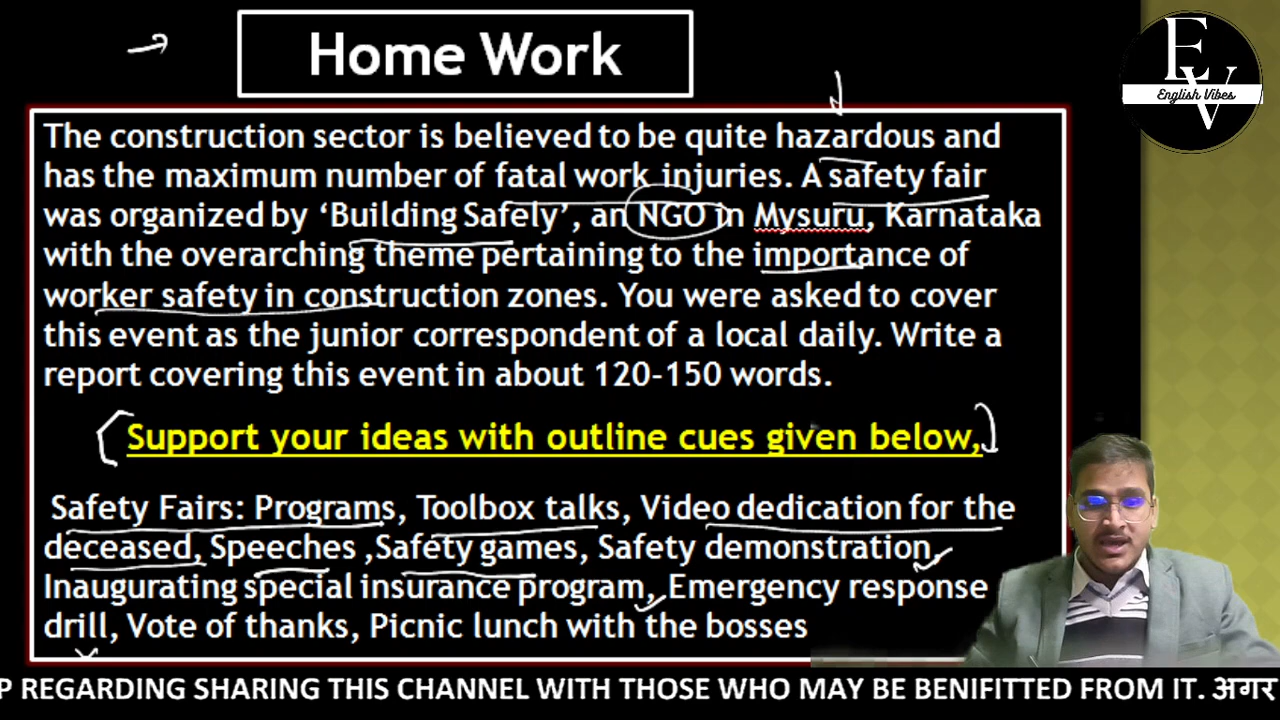 Home Work
E
V
English Vibes
The construction sector is believed to be quite hazardous and
has the maximum number of fatal work injuries. A safety fair
was organized by ‘Building Safely’, an NGO in Mysuru, Karnataka
with the overarching theme pertaining to the importance of
worker safety in construction zones. You were asked to cover
this event as the junior correspondent of a local daily. Write a
report covering this event in about 120-150 words.
Support your ideas with outline cues given below,
Safety Fairs: Programs, Toolbox talks, Video dedication for the
deceased, Speeches ,Safety games, Safety demonstration,
Inaugurating special insurance program, Emergency response
drill, Vote of thanks, Picnic lunch with the bosses
P REGARDING SHARING THIS CHANNEL WITH THOSE WHO MAY BE BENIFITTED FROM IT. अगर